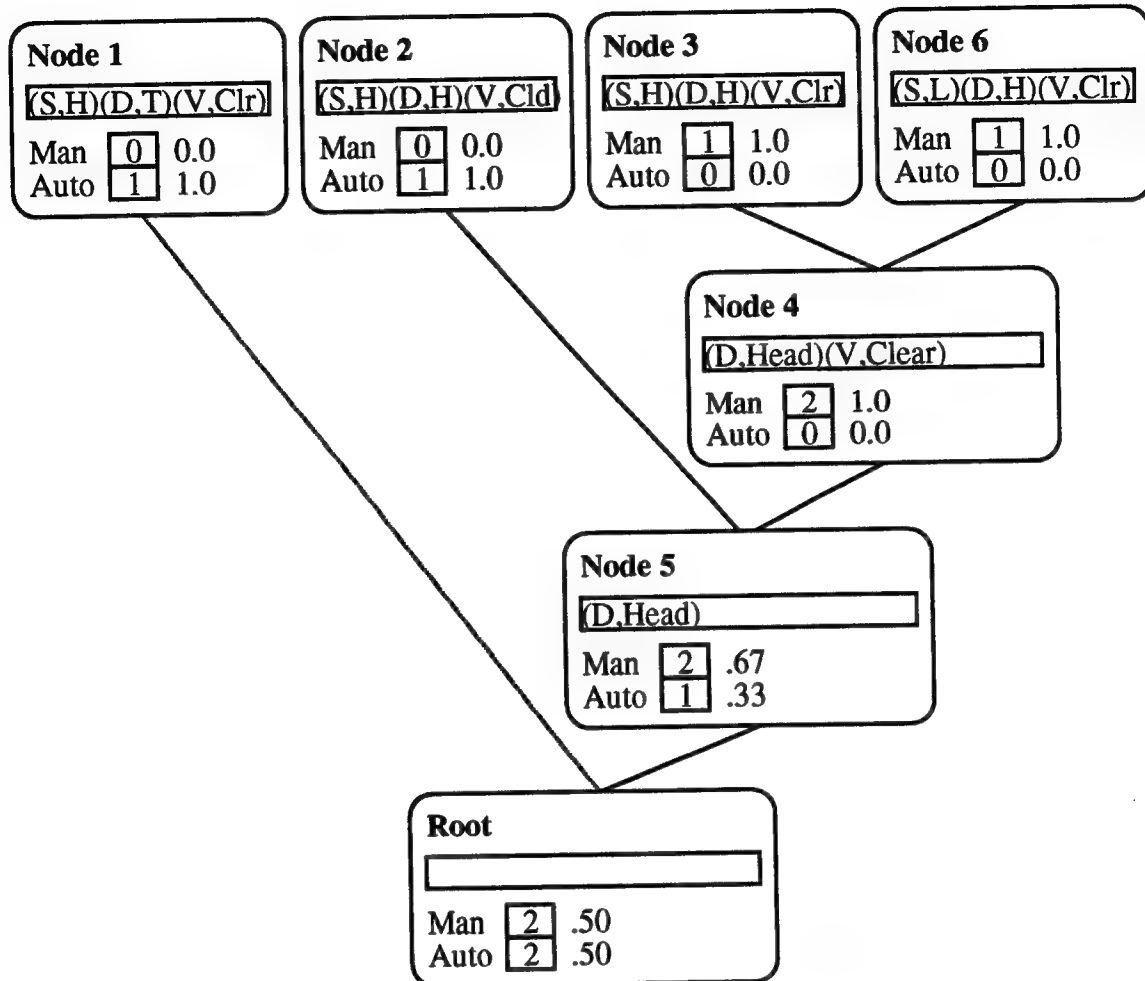 Node 1
(S,H)(D,T)(V,Clr)
Man 0 0.0
Auto 1 1.0
Node 2
(S,H)(D,H)(V,Cld)
Man 0 0.0
Auto 1 1.0
Node 3
(S,H)(D,H)(V,Clr)
Man 1 1.0
Auto 0 0.0
Node 6
(S,L)(D,H)(V,Clr)
Man 1 1.0
Auto 0 0.0
Node 4
(D,Head)(V,Clear)
Man 2 1.0
Auto 0 0.0
Node 5
(D,Head)
Man 2 .67
Auto 1 .33
Root
Man 2 .50
Auto 2 .50